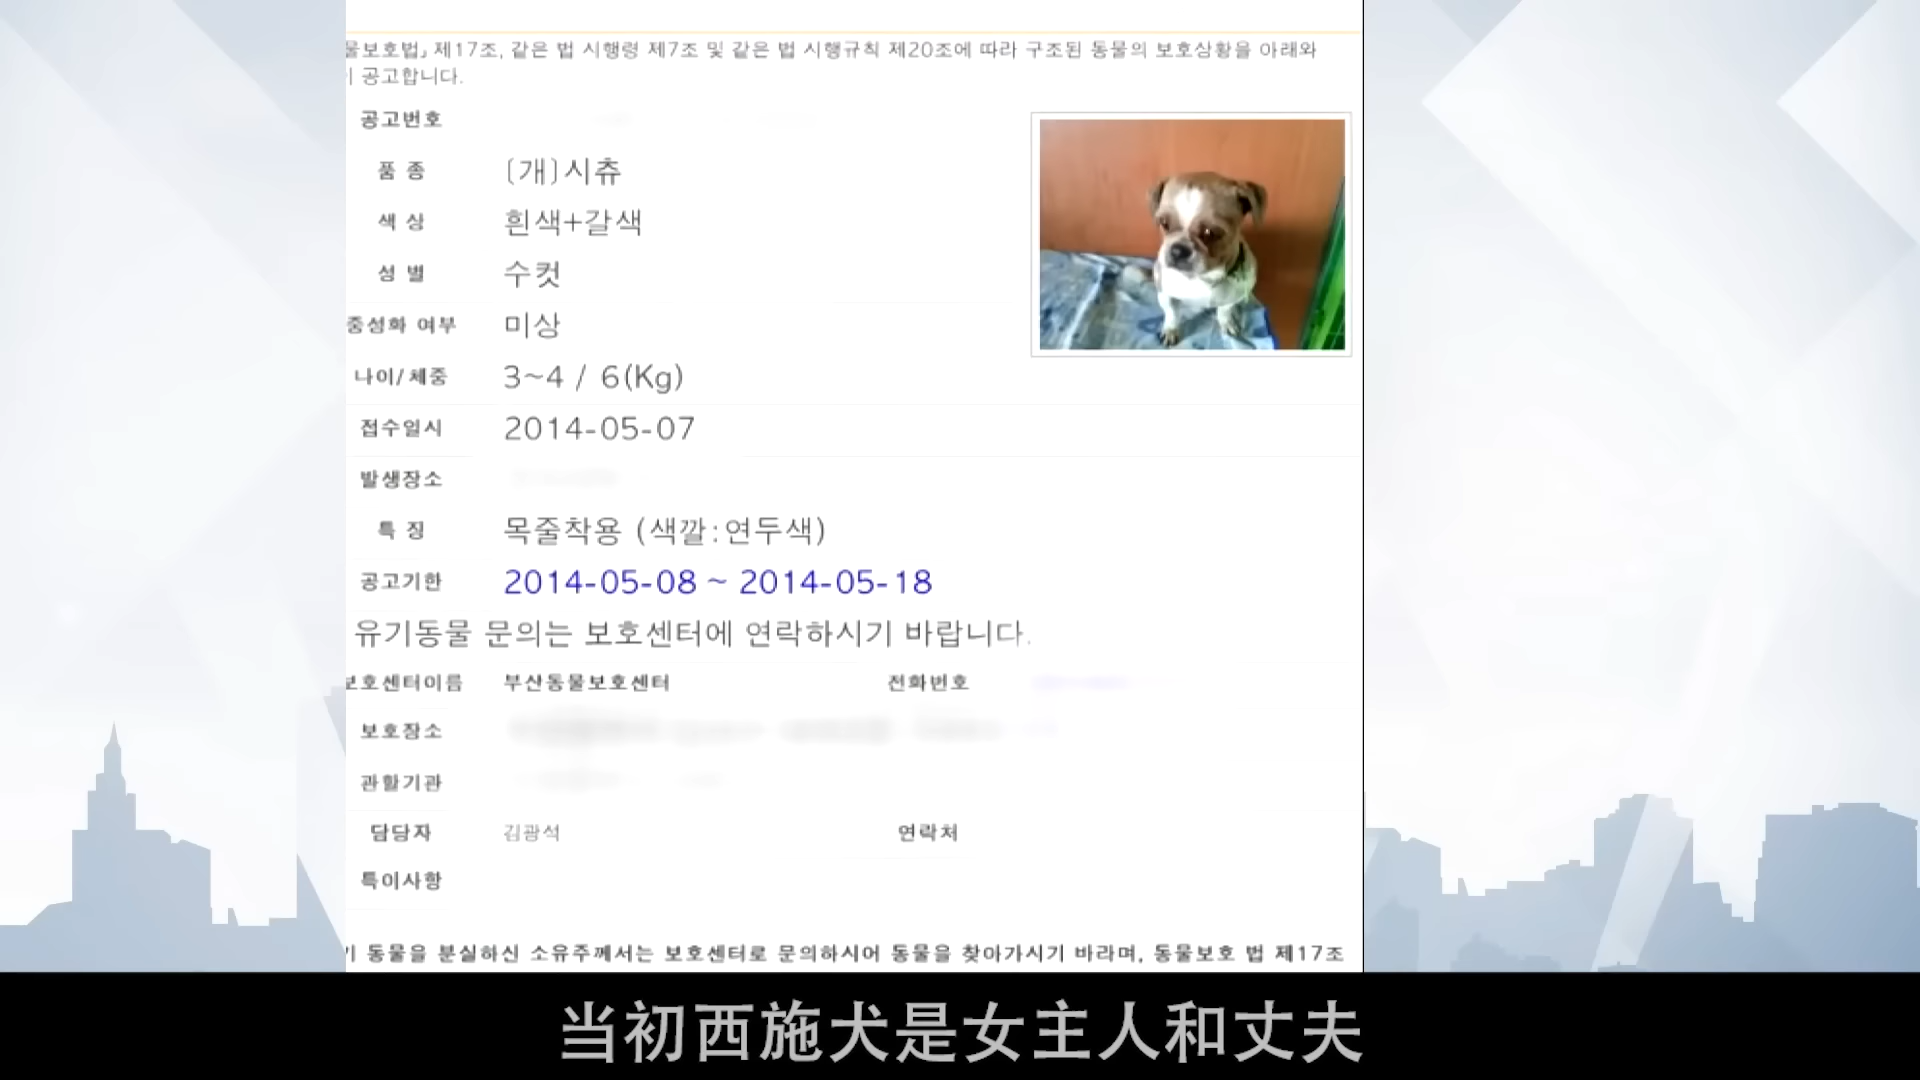 물보호법」 제17조, 같은 법 시행령 제7조 및 같은 법 시행규칙 제20조에 따라 구조된 동물의 보호상황을 아래와
공고합니다.
공고번호
품 종 [개]시츄
색 상 흰색+갈색
성 별 수컷
중성화 여부 미상
나이/체중 3~4 / 6(Kg)
접수일시 2014-05-07
발생장소
특 징 목줄착용 (색깔:연두색)
공고기한 2014-05-08 ~ 2014-05-18
유기동물 문의는 보호센터에 연락하시기 바랍니다.
보호센터이름 부산동물보호센터 전화번호
보호장소
관할기관
담당자 김광석 연락처
특이사항
기 동물을 분실하신 소유주께서는 보호센터로 문의하시어 동물을 찾아가시기 바라며, 동물보호 법 제17조
当初西施犬是女主人和丈夫